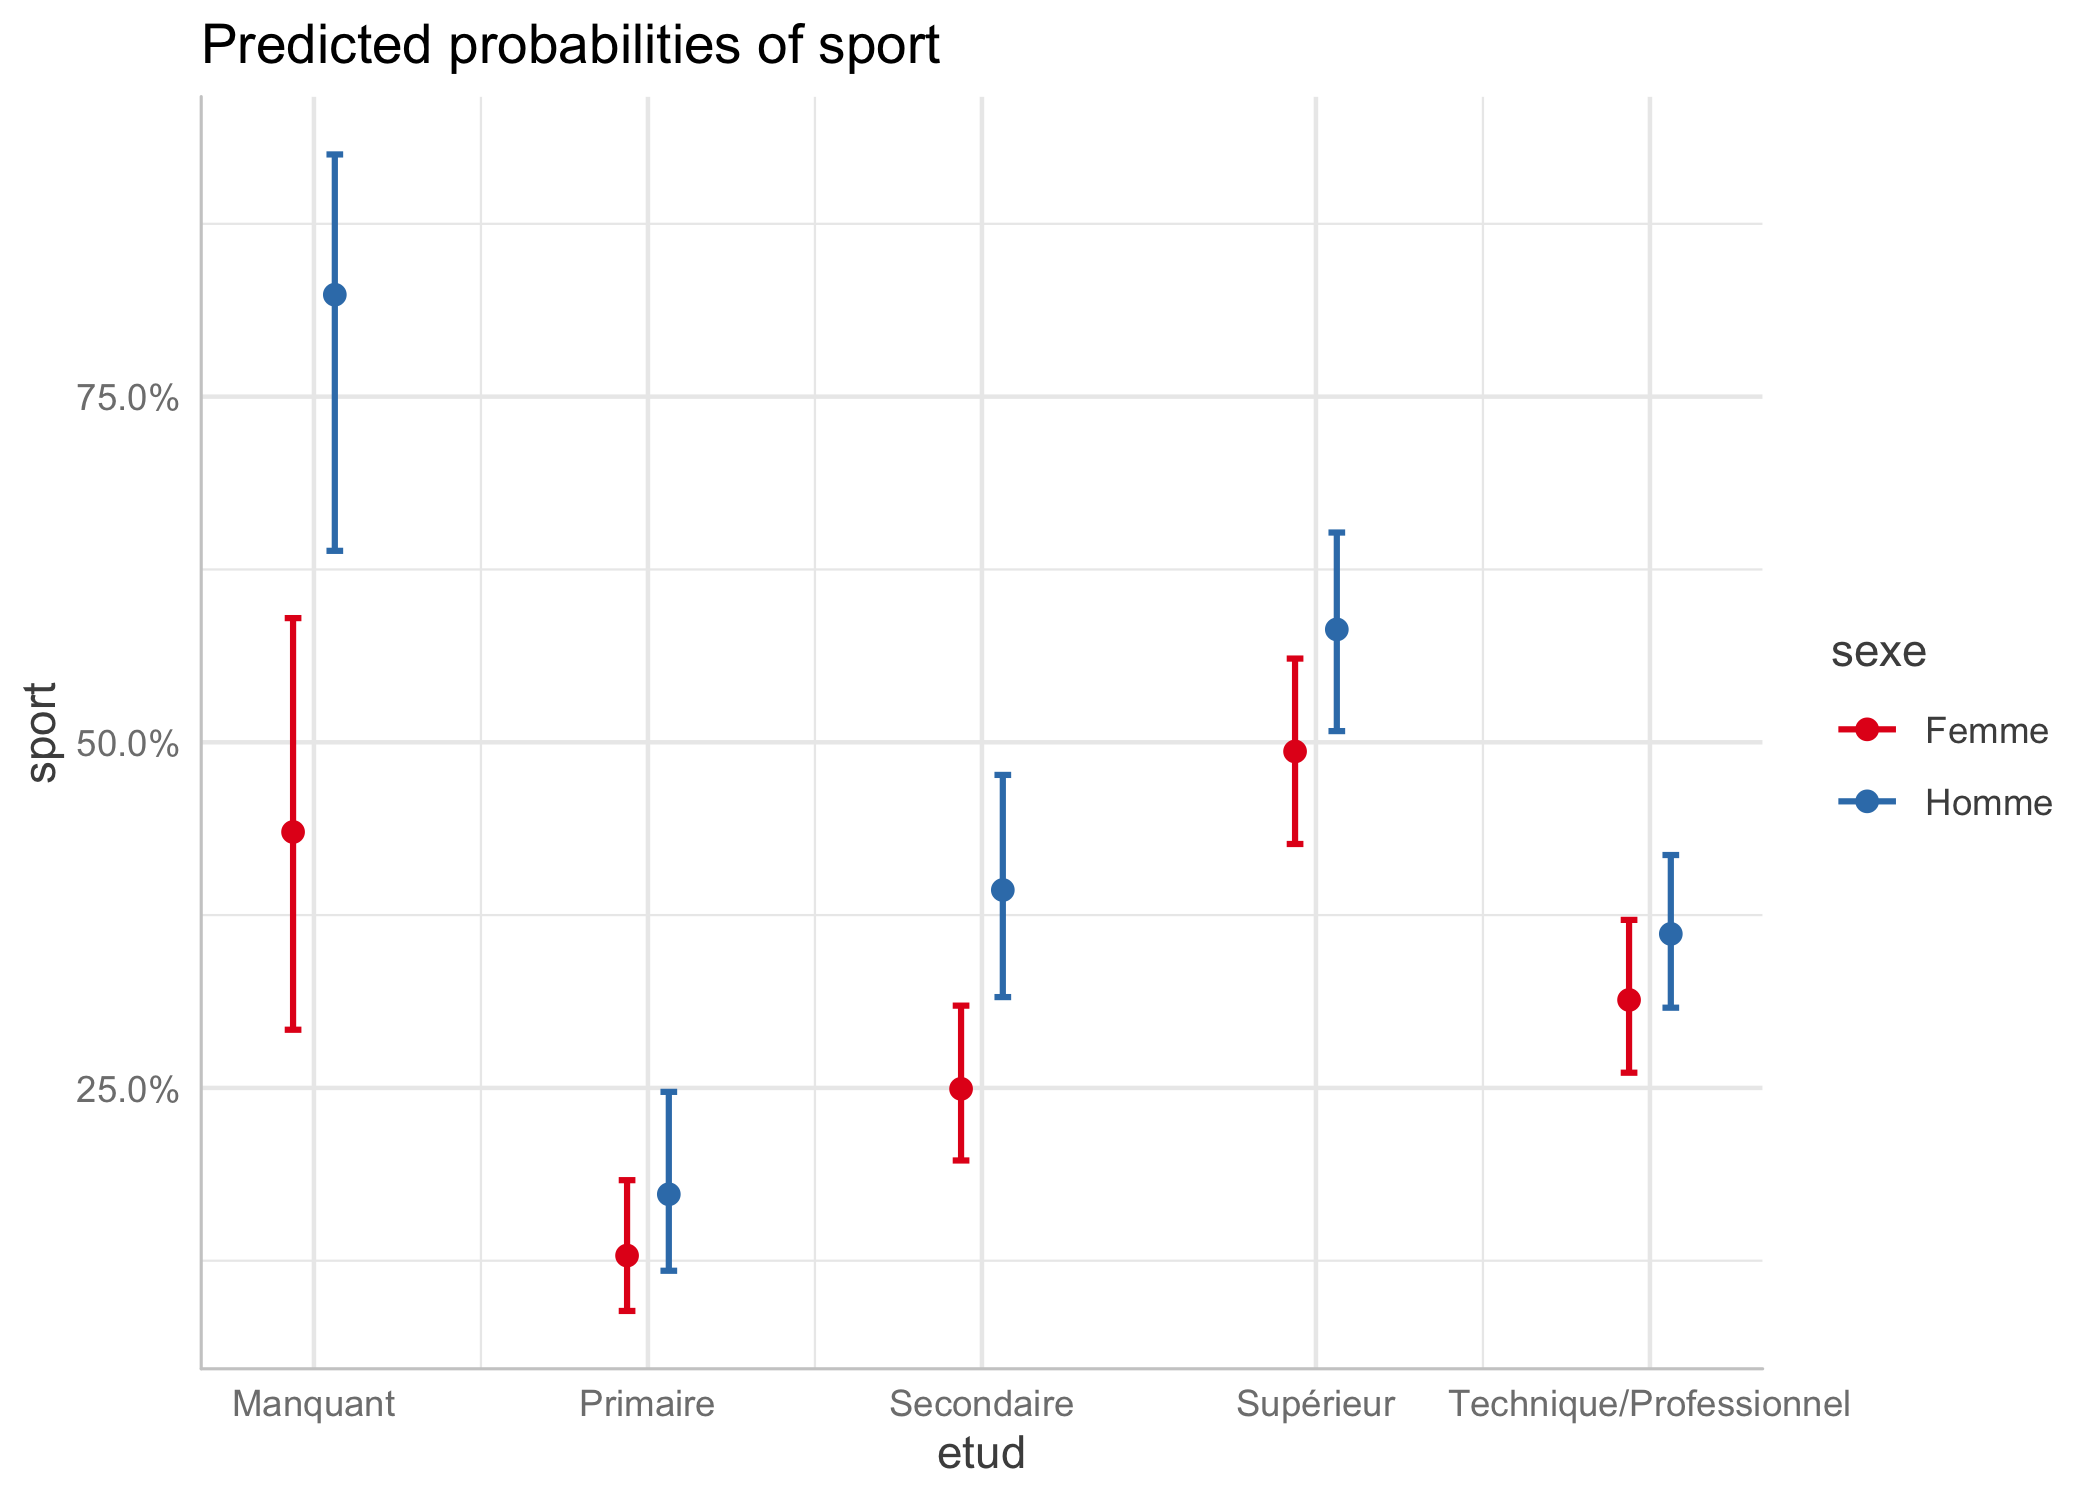 Predicted probabilities of sport
sport
75.0%
50.0%
25.0%
Manquant
Primaire
Secondaire
Supérieur
Technique/Professionnel
etud
sexe
Femme
Homme